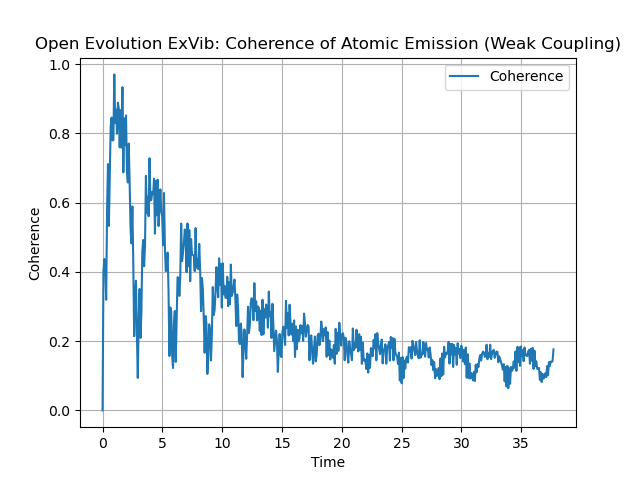 Open Evolution ExVib: Coherence of Atomic Emission (Weak Coupling)
Coherence
1.0
0.8
0.6
0.4
0.2
0.0
Coherence
0 5 10 15 20 25 30 35
Time